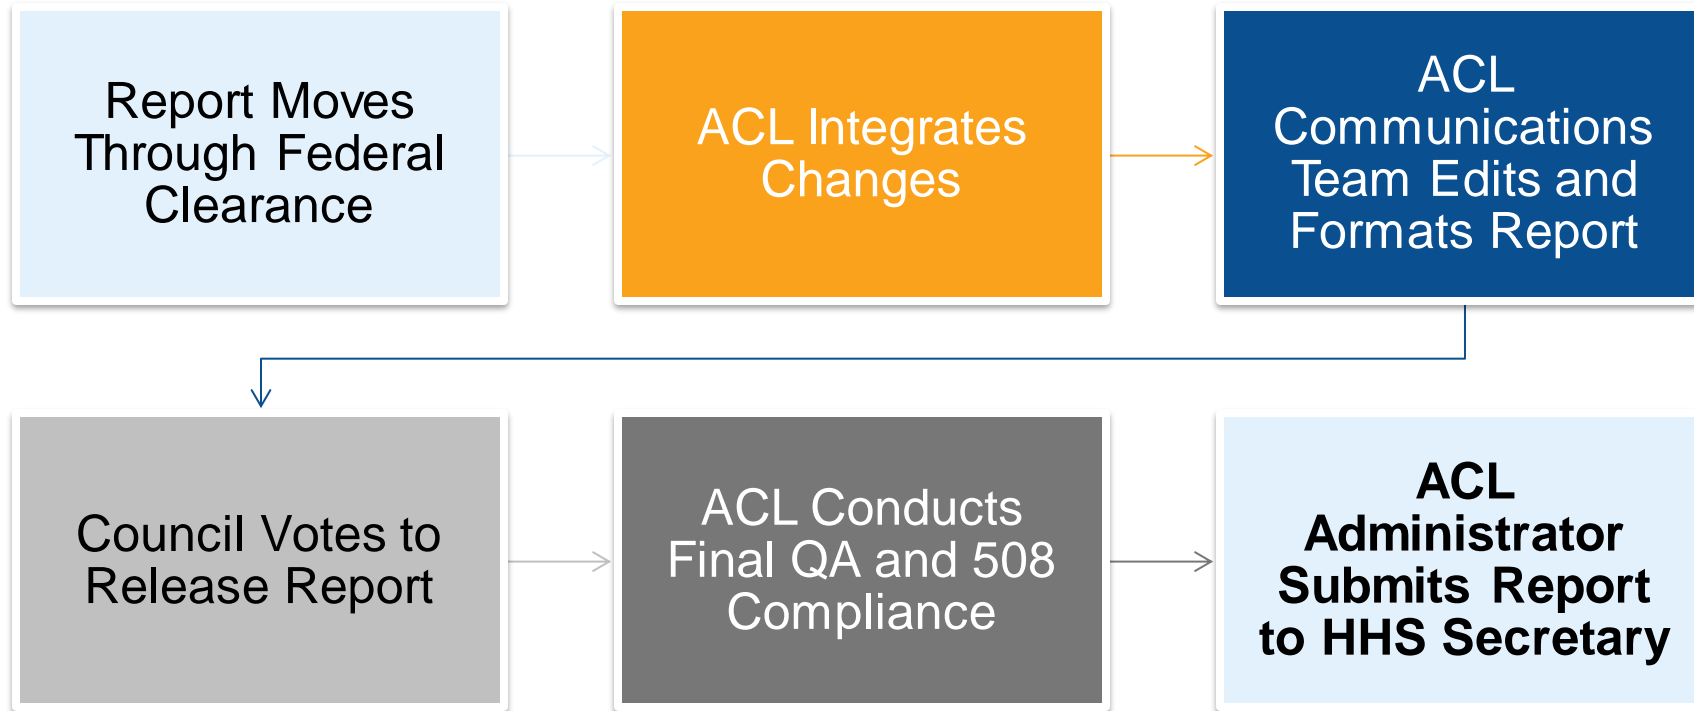 Report Moves
Through Federal
Clearance
ACL Integrates
Changes
ACL
Communications
Team Edits and
Formats Report
Council Votes to
Release Report
ACL Conducts
Final QA and 508
Compliance
ACL
Administrator
Submits Report
to HHS Secretary